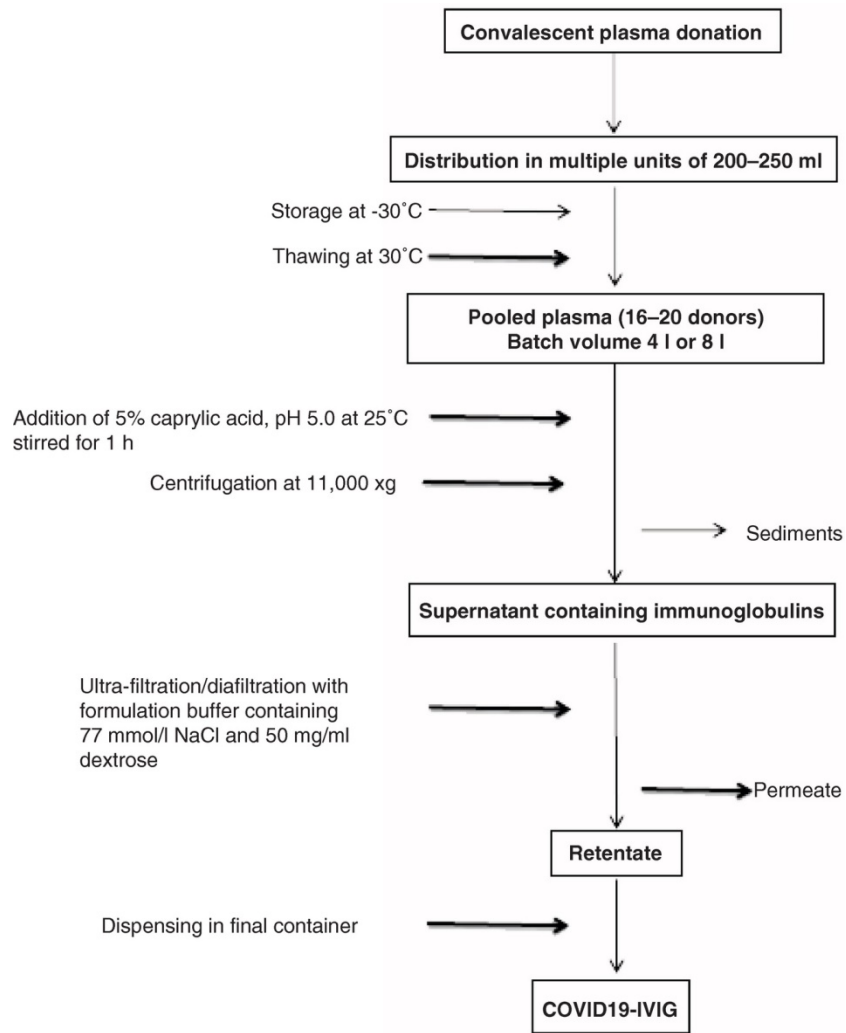 Convalescent plasma donation
Distribution in multiple units of 200–250 ml
Storage at -30˚C
Thawing at 30˚C
Pooled plasma (16–20 donors)
Batch volume 4 l or 8 l
Addition of 5% caprylic acid, pH 5.0 at 25˚C
stirred for 1 h
Centrifugation at 11,000 xg
Sediments
Supernatant containing immunoglobulins
Ultra-filtration/diafiltration with
formulation buffer containing
77 mmol/l NaCl and 50 mg/ml
dextrose
Permeate
Retentate
Dispensing in final container
COVID19-IVIG